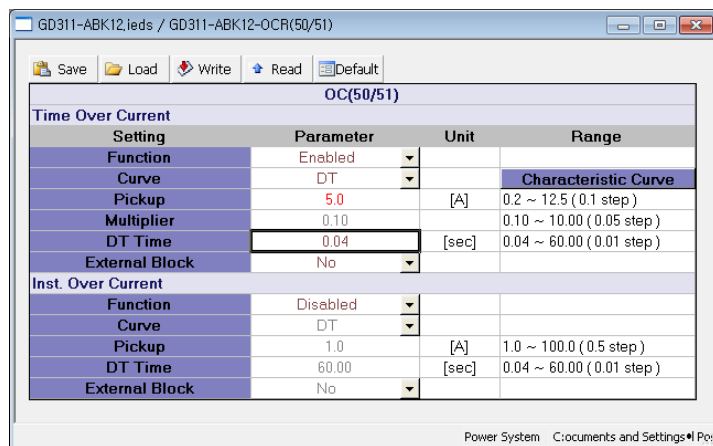 GD311-ABK12.ieds / GD311-ABK12-OCR(50/51)
Save Load Write Read Default
OC(50/51)
Time Over Current
Setting Parameter Unit Range
Function Enabled
Curve DT Characteristic Curve
Pickup 5.0 [A] 0.2 ~ 12.5 ( 0.1 step )
Multiplier 0.10 0.10 ~ 10.00 ( 0.05 step )
DT Time 0.04 [sec] 0.04 ~ 60.00 ( 0.01 step )
External Block No
Inst. Over Current
Function Disabled
Curve DT
Pickup 1.0 [A] 1.0 ~ 100.0 ( 0.5 step )
DT Time 60.00 [sec] 0.04 ~ 60.00 ( 0.01 step )
External Block No
Power System C:ocuments and Settings